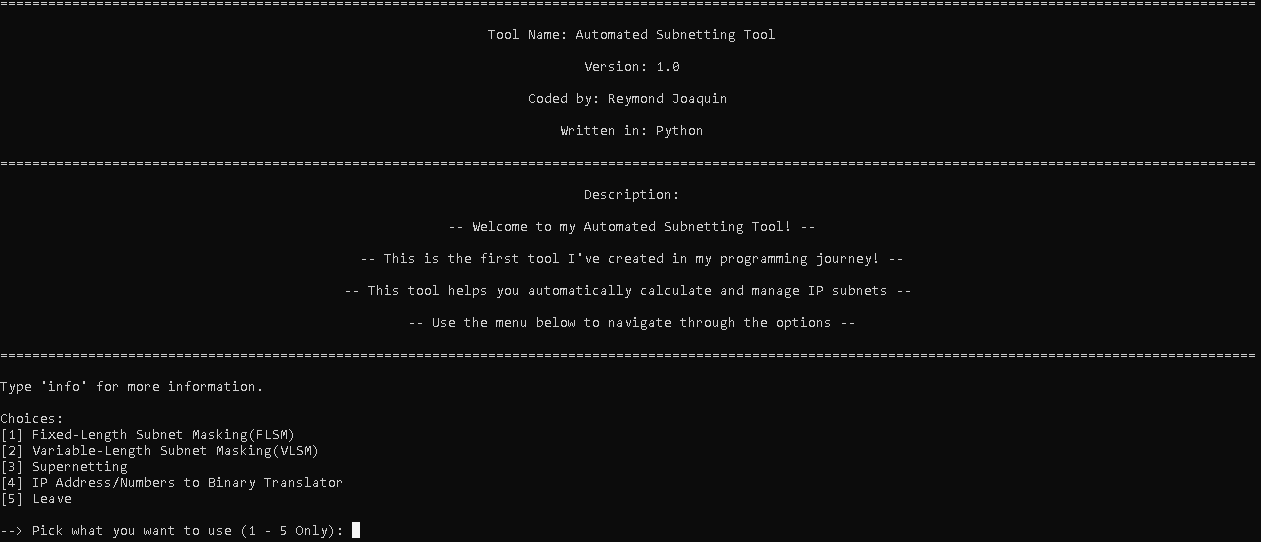 ===============================================================================
Tool Name: Automated Subnetting Tool
Version: 1.0
Coded by: Reymond Joaquin
Written in: Python
===============================================================================
Description:
-- Welcome to my Automated Subnetting Tool! --
-- This is the first tool I've created in my programming journey! --
-- This tool helps you automatically calculate and manage IP subnets --
-- Use the menu below to navigate through the options --
===============================================================================
Type 'info' for more information.
Choices:
[1] Fixed-Length Subnet Masking(FLSM)
[2] Variable-Length Subnet Masking(VLSM)
[3] Supernetting
[4] IP Address/Numbers to Binary Translator
[5] Leave
--> Pick what you want to use (1 - 5 Only):